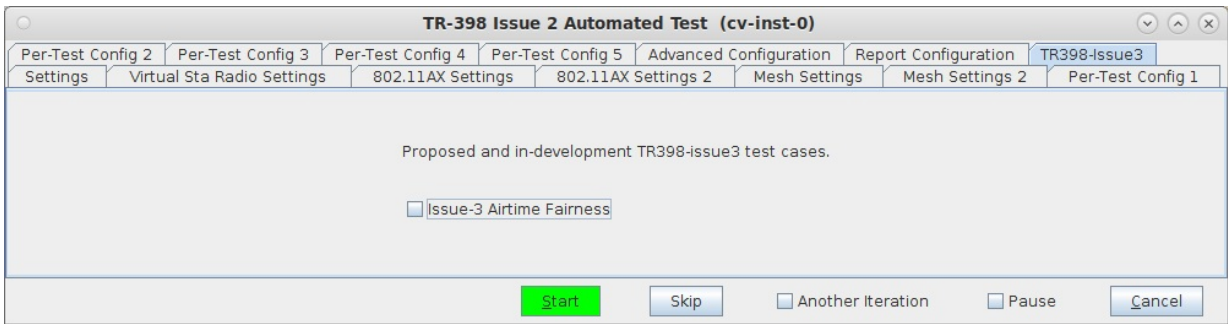 TR-398 Issue 2 Automated Test (cv-inst-0)
Per-Test Config 2 Per-Test Config 3 Per-Test Config 4 Per-Test Config 5 Advanced Configuration Report Configuration TR398-Issue3
Settings Virtual Sta Radio Settings 802.11AX Settings 802.11AX Settings 2 Mesh Settings Mesh Settings 2 Per-Test Config 1
Proposed and in-development TR398-issue3 test cases.
Issue-3 Airtime Fairness
Start Skip Another Iteration Pause Cancel